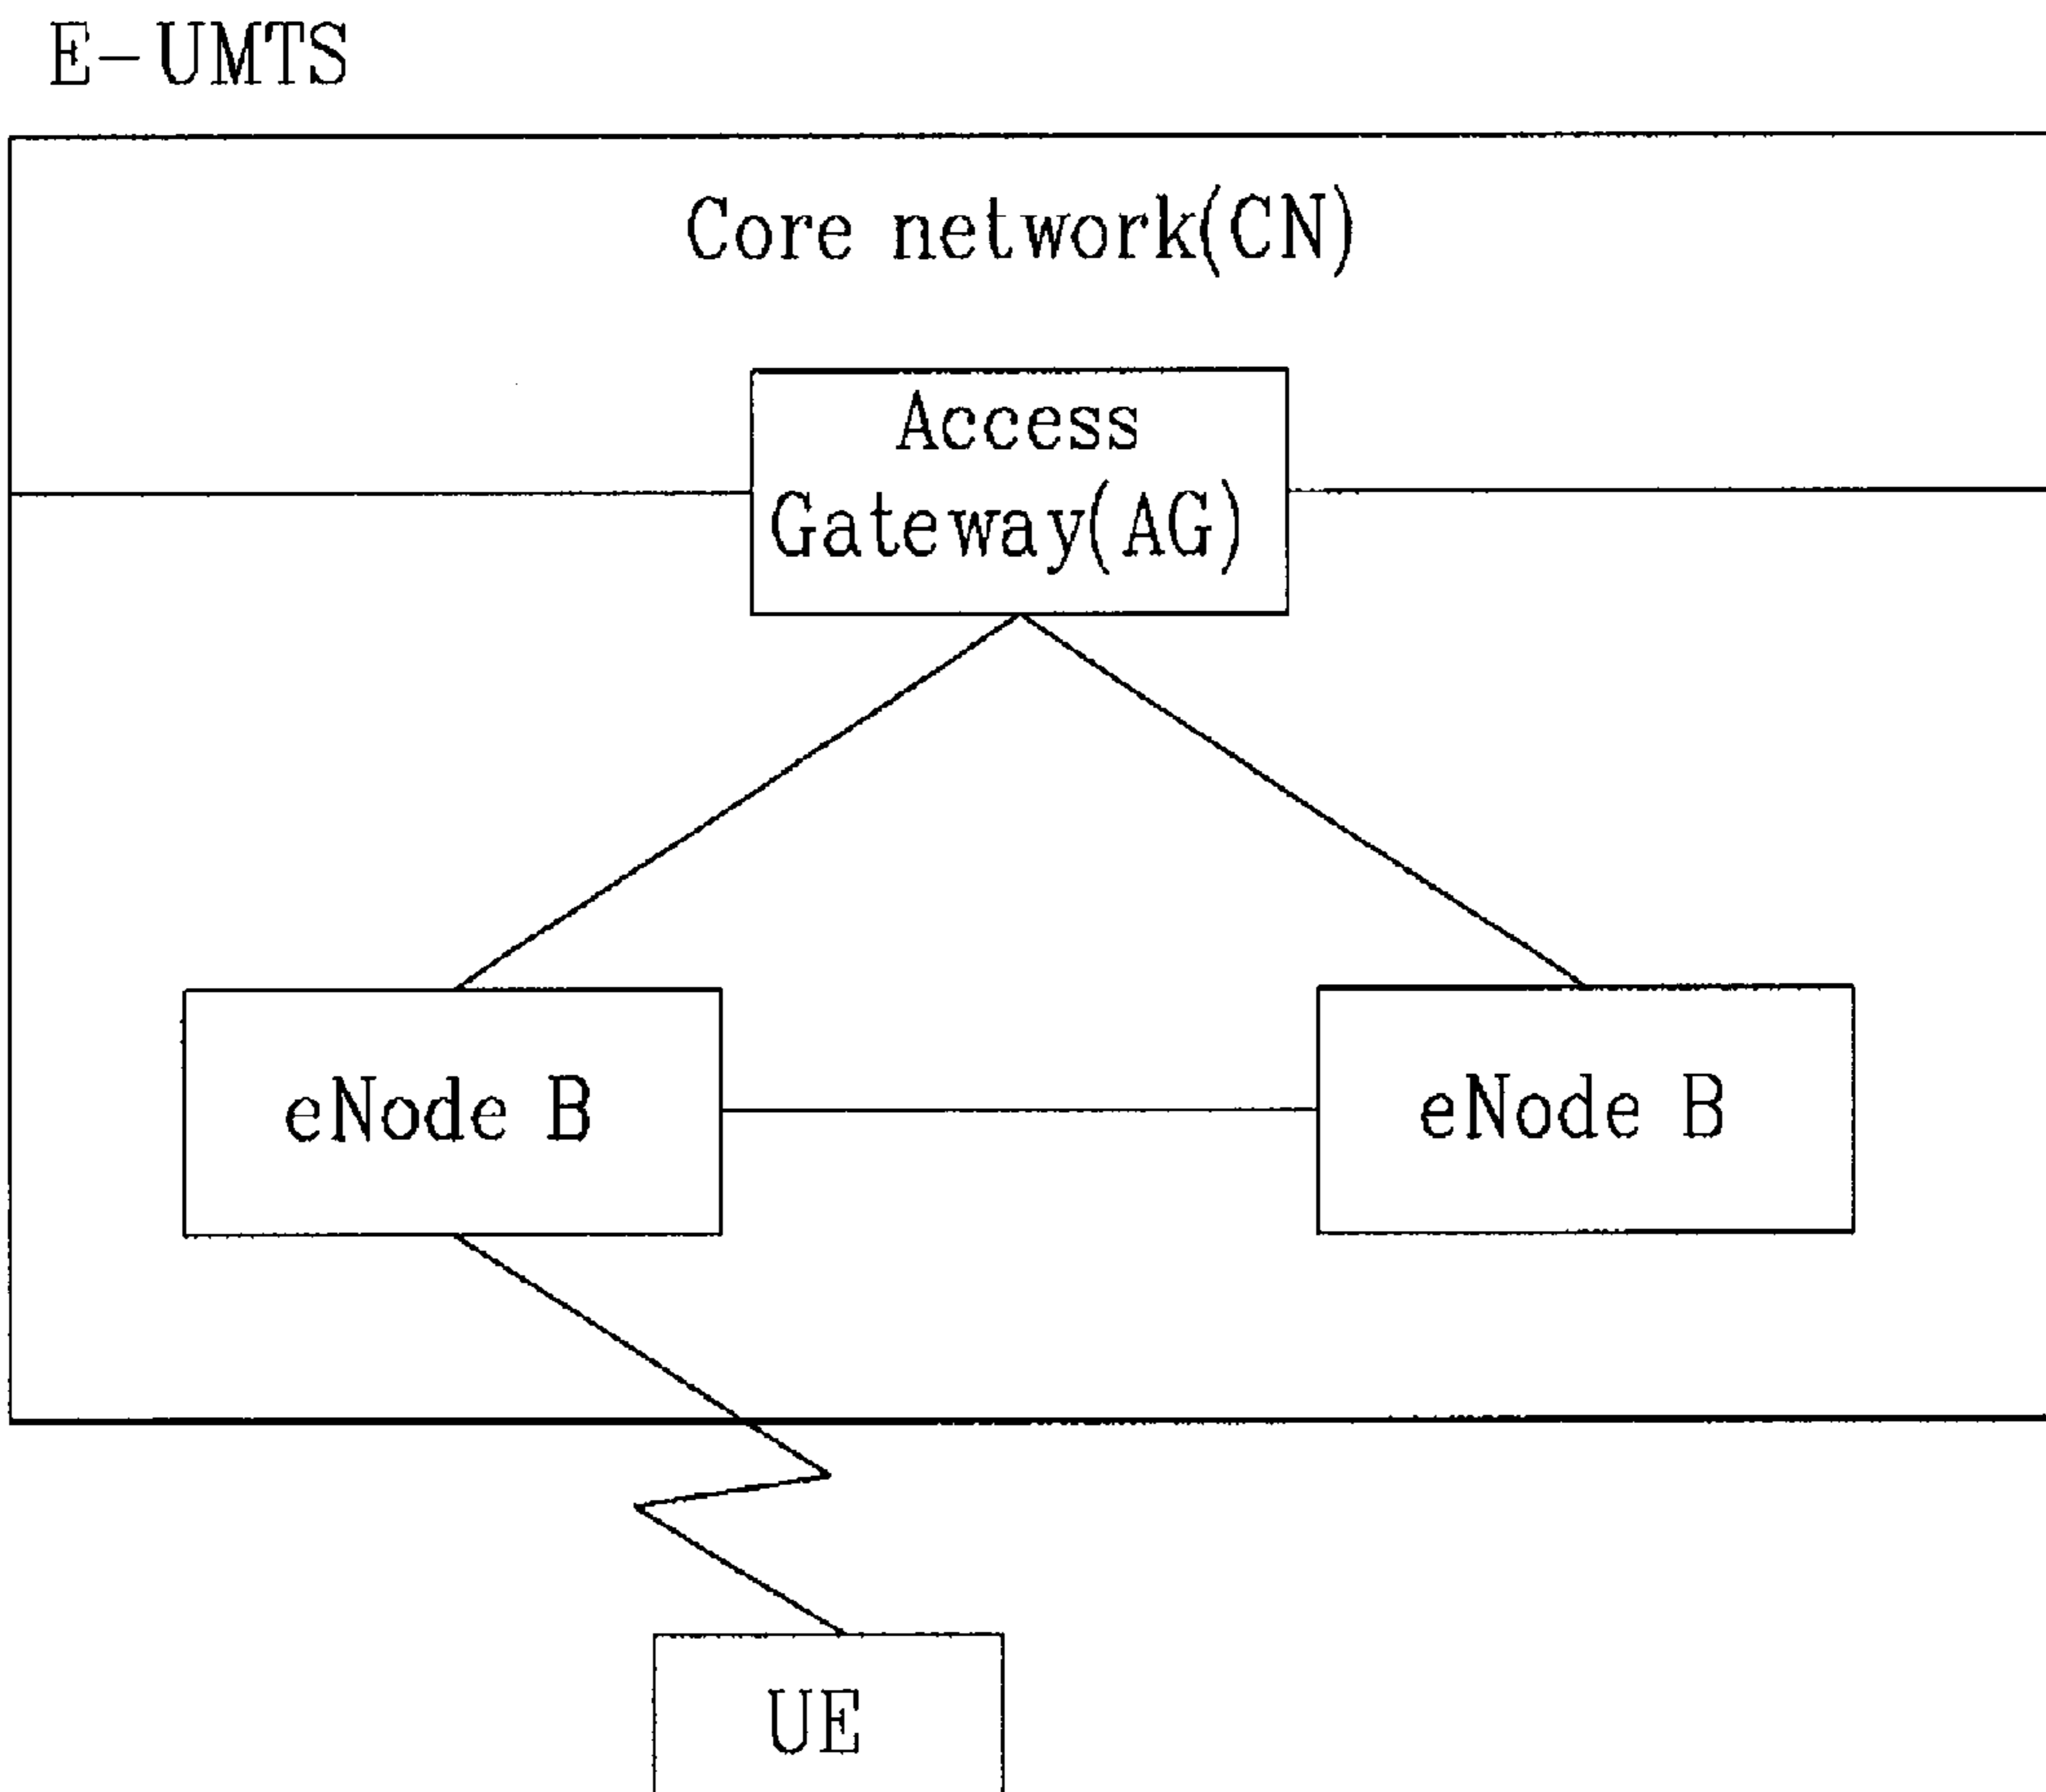 E-UMTS
Core network(CN)
Access
Gateway(AG)
eNode B
eNode B
UE